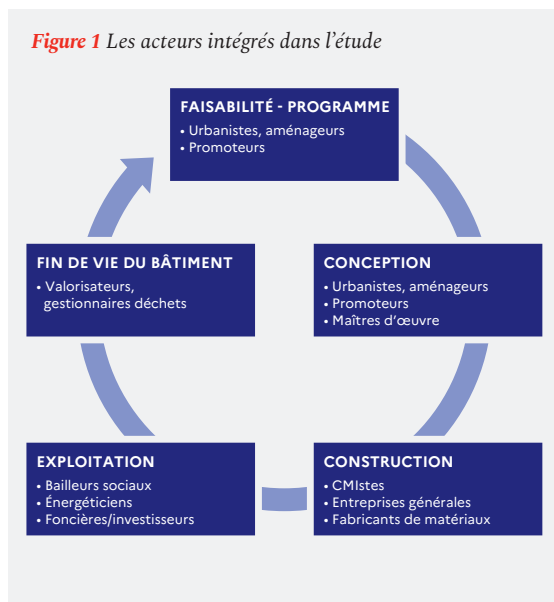 Figure 1 Les acteurs intégrés dans l'étude
FAISABILITÉ - PROGRAMME
• Urbanistes, aménageurs
• Promoteurs
FIN DE VIE DU BÂTIMENT
• Valorisateurs,
gestionnaires déchets
CONCEPTION
• Urbanistes, aménageurs
• Promoteurs
• Maîtres d'œuvre
EXPLOITATION
• Bailleurs sociaux
• Énergéticiens
• Foncières/investisseurs
CONSTRUCTION
• CMIstes
• Entreprises générales
• Fabricants de matériaux